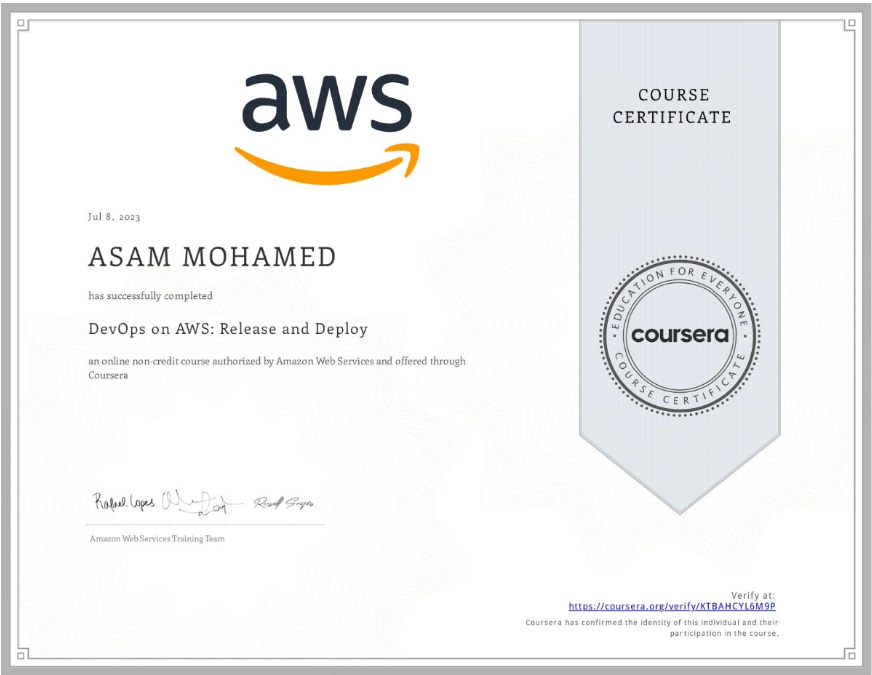 aws
COURSE
CERTIFICATE
Jul 8, 2023
ASAM MOHAMED
has successfully completed
DevOps on AWS: Release and Deploy
an online non-credit course authorized by Amazon Web Services and offered through
Coursera
EDUCATION FOR EVERYONE
coursera
COURSE CERTIFICATE
Rafael Lopes
Amazon Web Services Training Team
Verify at:
https://coursera.org/verify/KTBAHCYL6M9P
Coursera has confirmed the identity of this individual and their
participation in the course.